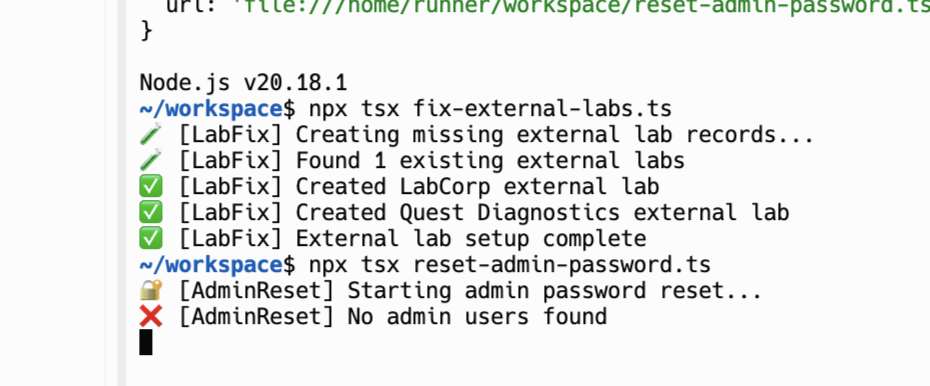 url: 'file:///home/runner/workspace/reset-admin-password.ts
}
Node.js v20.18.1
~/workspace$ npx tsx fix-external-labs.ts
🧪 [LabFix] Creating missing external lab records...
🧪 [LabFix] Found 1 existing external labs
✅ [LabFix] Created LabCorp external lab
✅ [LabFix] Created Quest Diagnostics external lab
✅ [LabFix] External lab setup complete
~/workspace$ npx tsx reset-admin-password.ts
🔐 [AdminReset] Starting admin password reset...
❌ [AdminReset] No admin users found